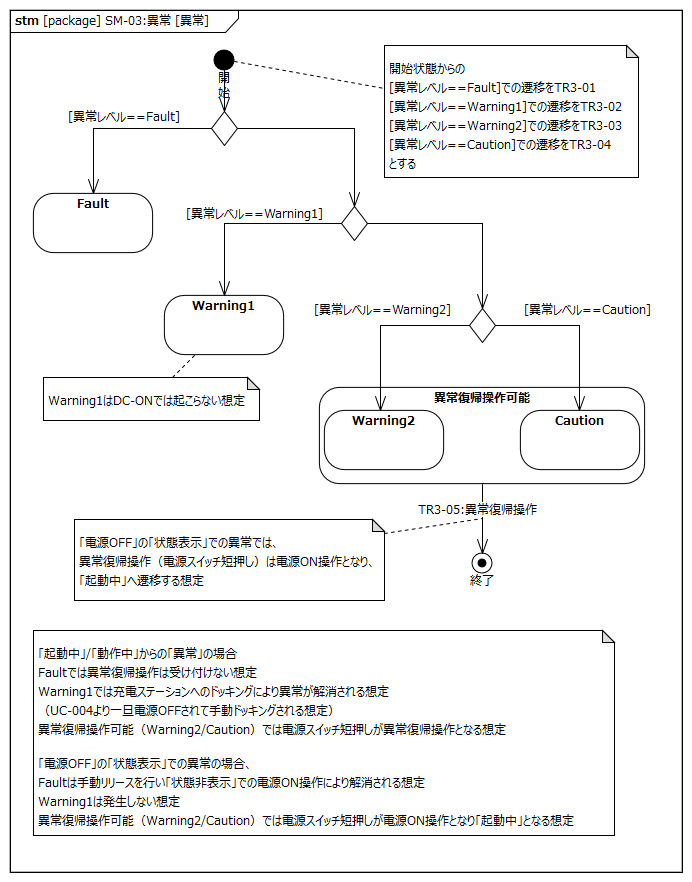 stm [package] SM-03:異常 [異常]
開始
開始状態からの
[異常レベル==Fault]での遷移をTR3-01
[異常レベル==Warning1]での遷移をTR3-02
[異常レベル==Warning2]での遷移をTR3-03
[異常レベル==Caution]での遷移をTR3-04
とする
[異常レベル==Fault]
Fault
[異常レベル==Warning1]
Warning1
[異常レベル==Warning2]
[異常レベル==Caution]
Warning1はDC-ONでは起こらない想定
異常復帰操作可能
Warning2
Caution
TR3-05:異常復帰操作
「電源OFF」の「状態表示」での異常では、
異常復帰操作（電源スイッチ短押し）は電源ON操作となり、
「起動中」へ遷移する想定
終了
「起動中」/「動作中」からの「異常」の場合
Faultでは異常復帰操作は受け付けない想定
Warning1では充電ステーションへのドッキングにより異常が解消される想定
（UC-004より一旦電源OFFされて手動ドッキングされる想定）
異常復帰操作可能（Warning2/Caution）では電源スイッチ短押しが異常復帰操作となる想定
「電源OFF」の「状態表示」での異常の場合、
Faultは手動リリースを行い「状態非表示」での電源ON操作により解消される想定
Warning1は発生しない想定
異常復帰操作可能（Warning2/Caution）では電源スイッチ短押しが電源ON操作となり「起動中」となる想定